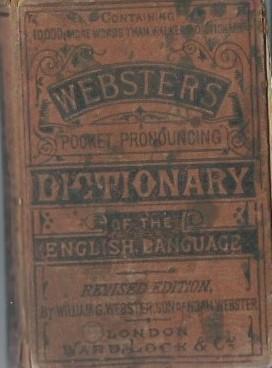 CONTAINING
10,000 MORE WORDS THAN WALKER'S DICTIONARY
WEBSTER'S
POCKET PRONOUNCING
DICTIONARY
OF THE
ENGLISH LANGUAGE
REVISED EDITION,
BY WILLIAM G. WEBSTER, SON OF NOAH WEBSTER
LONDON
WARD, LOCK & Co.